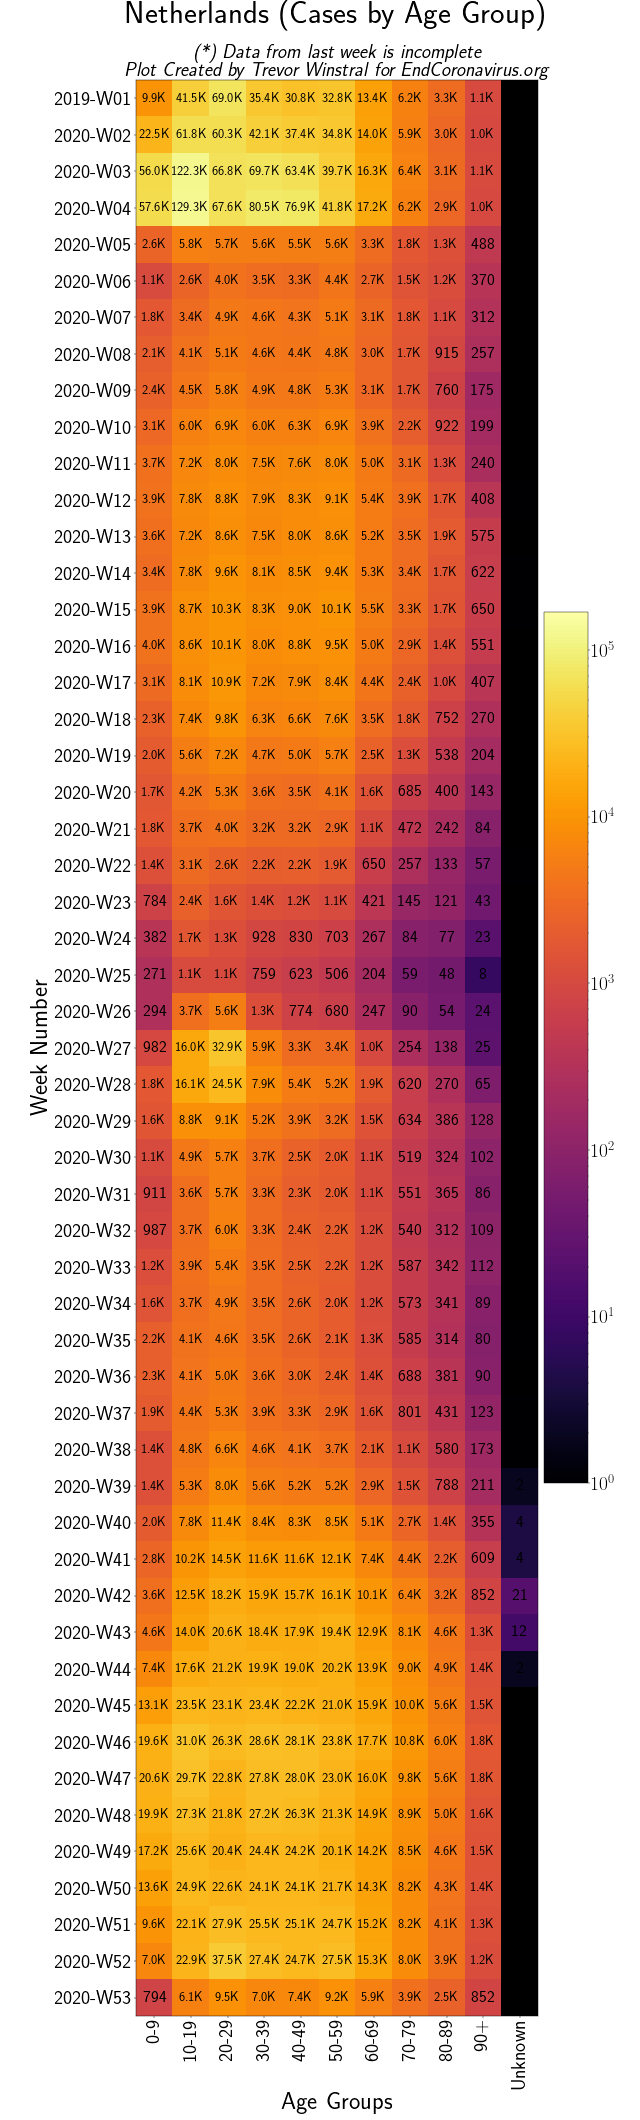 Netherlands (Cases by Age Group)
(*) Data from last week is incomplete
Plot Created by Trevor Winstral for EndCoronavirus.org
2019-W01 9.9K 41.5K 69.0K 35.4K 30.8K 32.8K 13.4K 6.2K 3.3K 1.1K
2020-W02 22.5K 61.8K 60.3K 42.1K 37.4K 34.8K 14.0K 5.9K 3.0K 1.0K
2020-W03 56.0K 122.3K 66.8K 69.7K 63.4K 39.7K 16.3K 6.4K 3.1K 1.1K
2020-W04 57.6K 129.3K 67.6K 80.5K 76.9K 41.8K 17.2K 6.2K 2.9K 1.0K
2020-W05 2.6K 5.8K 5.7K 5.6K 5.5K 5.6K 3.3K 1.8K 1.3K 488
2020-W06 1.1K 2.6K 4.0K 3.5K 3.3K 4.4K 2.7K 1.5K 1.2K 370
2020-W07 1.8K 3.4K 4.9K 4.6K 4.3K 5.1K 3.1K 1.8K 1.1K 312
2020-W08 2.1K 4.1K 5.1K 4.6K 4.4K 4.8K 3.0K 1.7K 915 257
2020-W09 2.4K 4.5K 5.8K 4.9K 4.8K 5.3K 3.1K 1.7K 760 175
2020-W10 3.1K 6.0K 6.9K 6.0K 6.3K 6.9K 3.9K 2.2K 922 199
2020-W11 3.7K 7.2K 8.0K 7.5K 7.6K 8.0K 5.0K 3.1K 1.3K 240
2020-W12 3.9K 7.8K 8.8K 7.9K 8.3K 9.1K 5.4K 3.9K 1.7K 408
2020-W13 3.6K 7.2K 8.6K 7.5K 8.0K 8.6K 5.2K 3.5K 1.9K 575
2020-W14 3.4K 7.8K 9.6K 8.1K 8.5K 9.4K 5.3K 3.4K 1.7K 622
2020-W15 3.9K 8.7K 10.3K 8.3K 9.0K 10.1K 5.5K 3.3K 1.7K 650
2020-W16 4.0K 8.6K 10.1K 8.0K 8.8K 9.5K 5.0K 2.9K 1.4K 551
2020-W17 3.1K 8.1K 10.9K 7.2K 7.9K 8.4K 4.4K 2.4K 1.0K 407
2020-W18 2.3K 7.4K 9.8K 6.3K 6.6K 7.6K 3.5K 1.8K 752 270
2020-W19 2.0K 5.6K 7.2K 4.7K 5.0K 5.7K 2.5K 1.3K 538 204
2020-W20 1.7K 4.2K 5.3K 3.6K 3.5K 4.1K 1.6K 685 400 143
2020-W21 1.8K 3.7K 4.0K 3.2K 3.2K 2.9K 1.1K 472 242 84
2020-W22 1.4K 3.1K 2.6K 2.2K 2.2K 1.9K 650 257 133 57
2020-W23 784 2.4K 1.6K 1.4K 1.2K 1.1K 421 145 121 43
2020-W24 382 1.7K 1.3K 928 830 703 267 84 77 23
2020-W25 271 1.1K 1.1K 759 623 506 204 59 48 8
2020-W26 294 3.7K 5.6K 1.3K 774 680 247 90 54 24
2020-W27 982 16.0K 32.9K 5.9K 3.3K 3.4K 1.0K 254 138 25
2020-W28 1.8K 16.1K 24.5K 7.9K 5.4K 5.2K 1.9K 620 270 65
2020-W29 1.6K 8.8K 9.1K 5.2K 3.9K 3.2K 1.5K 634 386 128
2020-W30 1.1K 4.9K 5.7K 3.7K 2.5K 2.0K 1.1K 519 324 102
2020-W31 911 3.6K 5.7K 3.3K 2.3K 2.0K 1.1K 551 365 86
2020-W32 987 3.7K 6.0K 3.3K 2.4K 2.2K 1.2K 540 312 109
2020-W33 1.2K 3.9K 5.4K 3.5K 2.5K 2.2K 1.2K 587 342 112
2020-W34 1.6K 3.7K 4.9K 3.5K 2.6K 2.0K 1.2K 573 341 89
2020-W35 2.2K 4.1K 4.6K 3.5K 2.6K 2.1K 1.3K 585 314 80
2020-W36 2.3K 4.1K 5.0K 3.6K 3.0K 2.4K 1.4K 688 381 90
2020-W37 1.9K 4.4K 5.3K 3.9K 3.3K 2.9K 1.6K 801 431 123
2020-W38 1.4K 4.8K 6.6K 4.6K 4.1K 3.7K 2.1K 1.1K 580 173
2020-W39 1.4K 5.3K 8.0K 5.6K 5.2K 5.2K 2.9K 1.5K 788 211 2
2020-W40 2.0K 7.8K 11.4K 8.4K 8.3K 8.5K 5.1K 2.7K 1.4K 355 4
2020-W41 2.8K 10.2K 14.5K 11.6K 11.6K 12.1K 7.4K 4.4K 2.2K 609 4
2020-W42 3.6K 12.5K 18.2K 15.9K 15.7K 16.1K 10.1K 6.4K 3.2K 852 21
2020-W43 4.6K 14.0K 20.6K 18.4K 17.9K 19.4K 12.9K 8.1K 4.6K 1.3K 12
2020-W44 7.4K 17.6K 21.2K 19.9K 19.0K 20.2K 13.9K 9.0K 4.9K 1.4K 2
2020-W45 13.1K 23.5K 23.1K 23.4K 22.2K 21.0K 15.9K 10.0K 5.6K 1.5K
2020-W46 19.6K 31.0K 26.3K 28.6K 28.1K 23.8K 17.7K 10.8K 6.0K 1.8K
2020-W47 20.6K 29.7K 22.8K 27.8K 28.0K 23.0K 16.0K 9.8K 5.6K 1.8K
2020-W48 19.9K 27.3K 21.8K 27.2K 26.3K 21.3K 14.9K 8.9K 5.0K 1.6K
2020-W49 17.2K 25.6K 20.4K 24.4K 24.2K 20.1K 14.2K 8.5K 4.6K 1.5K
2020-W50 13.6K 24.9K 22.6K 24.1K 24.1K 21.7K 14.3K 8.2K 4.3K 1.4K
2020-W51 9.6K 22.1K 27.9K 25.5K 25.1K 24.7K 15.2K 8.2K 4.1K 1.3K
2020-W52 7.0K 22.9K 37.5K 27.4K 24.7K 27.5K 15.3K 8.0K 3.9K 1.2K
2020-W53 794 6.1K 9.5K 7.0K 7.4K 9.2K 5.9K 3.9K 2.5K 852
0-9 10-19 20-29 30-39 40-49 50-59 60-69 70-79 80-89 90+ Unknown
Age Groups
Week Number
10^5
10^4
10^3
10^2
10^1
10^0